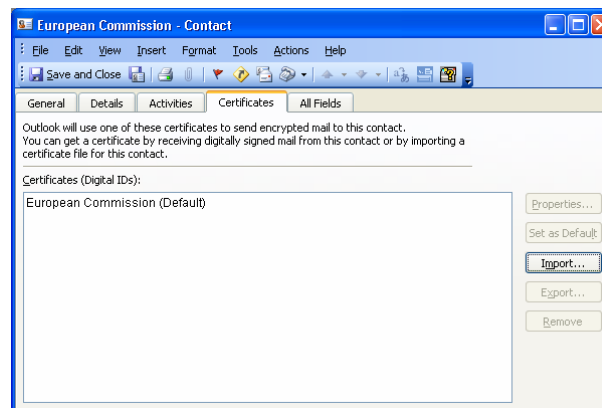 European Commission - Contact
File Edit View Insert Format Tools Actions Help
Save and Close
General Details Activities Certificates All Fields
Outlook will use one of these certificates to send encrypted mail to this contact.
You can get a certificate by receiving digitally signed mail from this contact or by importing a
certificate file for this contact.
Certificates (Digital IDs):
European Commission (Default)
Properties...
Set as Default
Import...
Export...
Remove